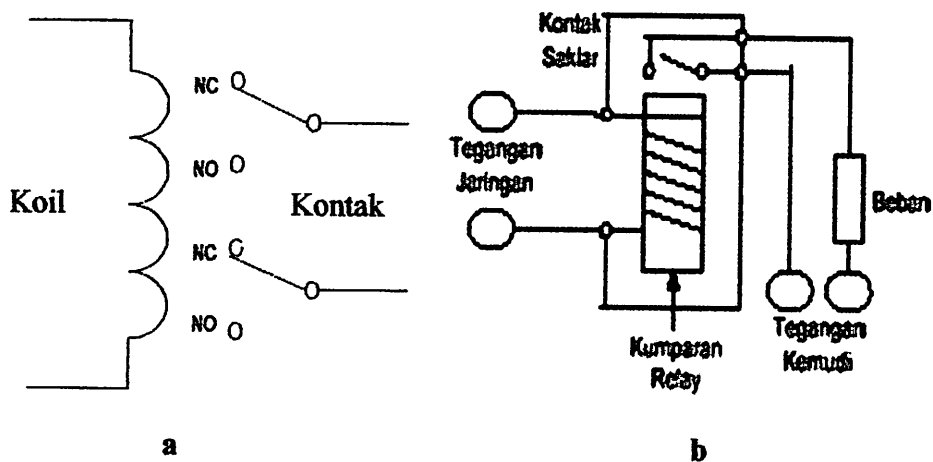 Koil
NC
NO
NC
NO
Kontak
a
Kontak
Saklar
Tegangan
Jaringan
Kumparan
Relay
Beban
Tegangan
Kemudi
b